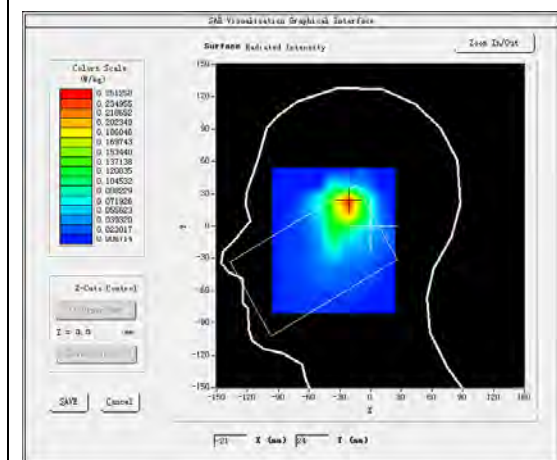 SAR Visualisation Graphical Interface
Surface Radiated Intensity
Zoom In/Out
Colors Scale
(W/kg)
0.251258
0.234955
0.218652
0.202349
0.186046
0.169743
0.153440
0.137138
0.120835
0.104532
0.088229
0.071926
0.055623
0.039320
0.023017
0.006714
150
120
90
60
30
0
-30
-60
-90
-120
-150
Y
-150 -120 -90 -60 -30 0 30 60 90 120 150
X
Z-Cuts Control
Z = 0.0 mm
SAVE
Cancel
-21 X (mm) 24 Y (mm)